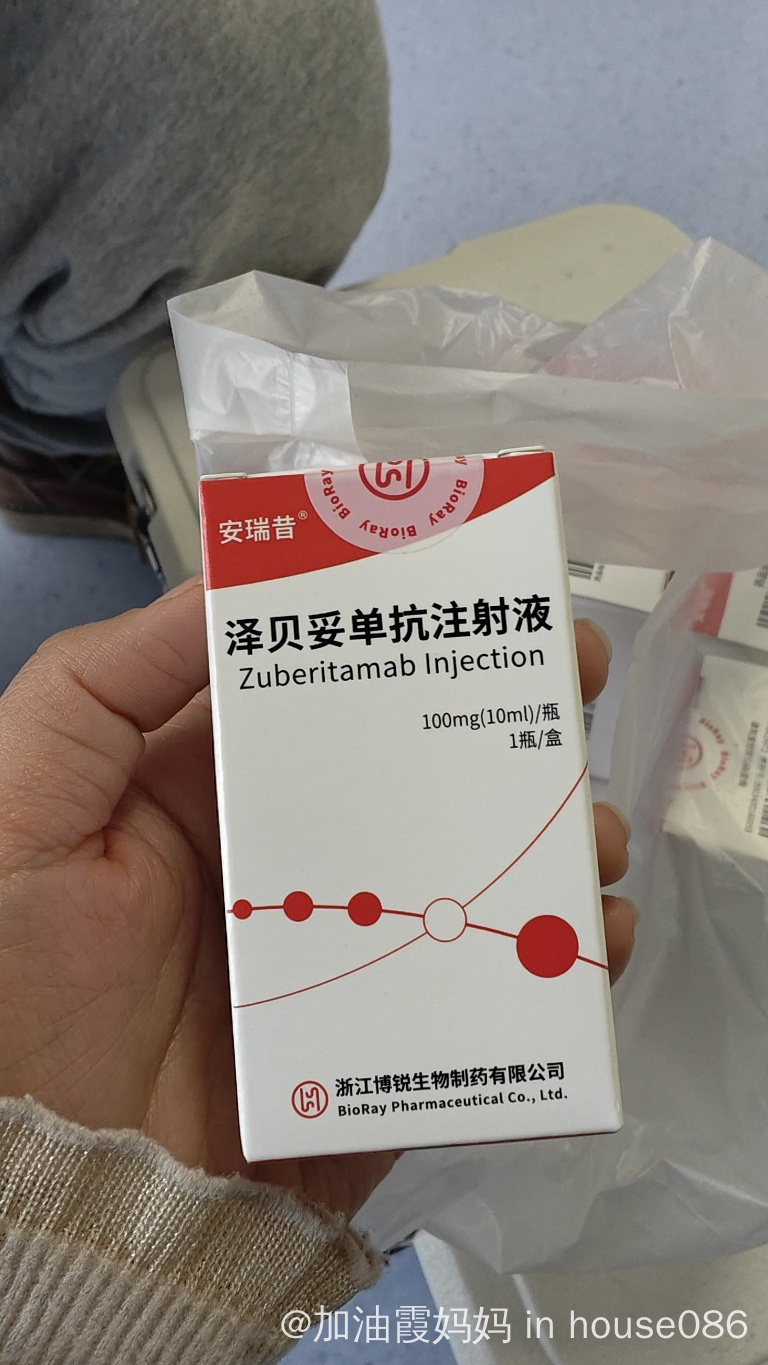 安瑞昔®
BioRay BioRay BioRay BioRay
泽贝妥单抗注射液
Zuberitamab Injection
100mg(10ml)/瓶
1瓶/盒
浙江博锐生物制药有限公司
BioRay Pharmaceutical Co., Ltd.
BioRay
@加油霞妈妈 in house086